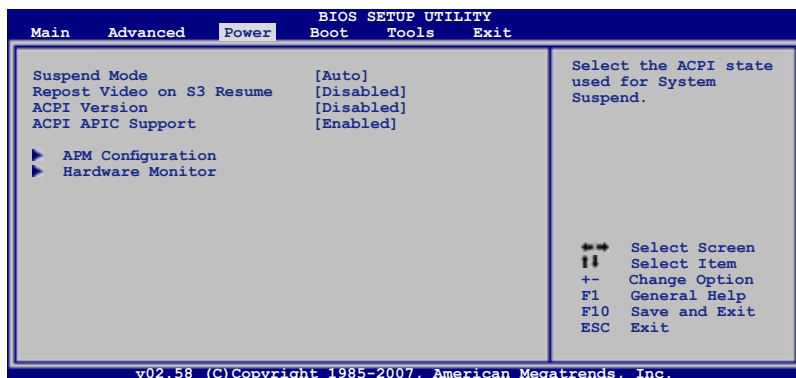 BIOS SETUP UTILITY
Main Advanced Power Boot Tools Exit
Suspend Mode [Auto]
Repost Video on S3 Resume [Disabled]
ACPI Version [Disabled]
ACPI APIC Support [Enabled]
APM Configuration
Hardware Monitor
Select the ACPI state
used for System
Suspend.
Select Screen
Select Item
+- Change Option
F1 General Help
F10 Save and Exit
ESC Exit
v02.58 (C)Copyright 1985-2007, American Megatrends, Inc.